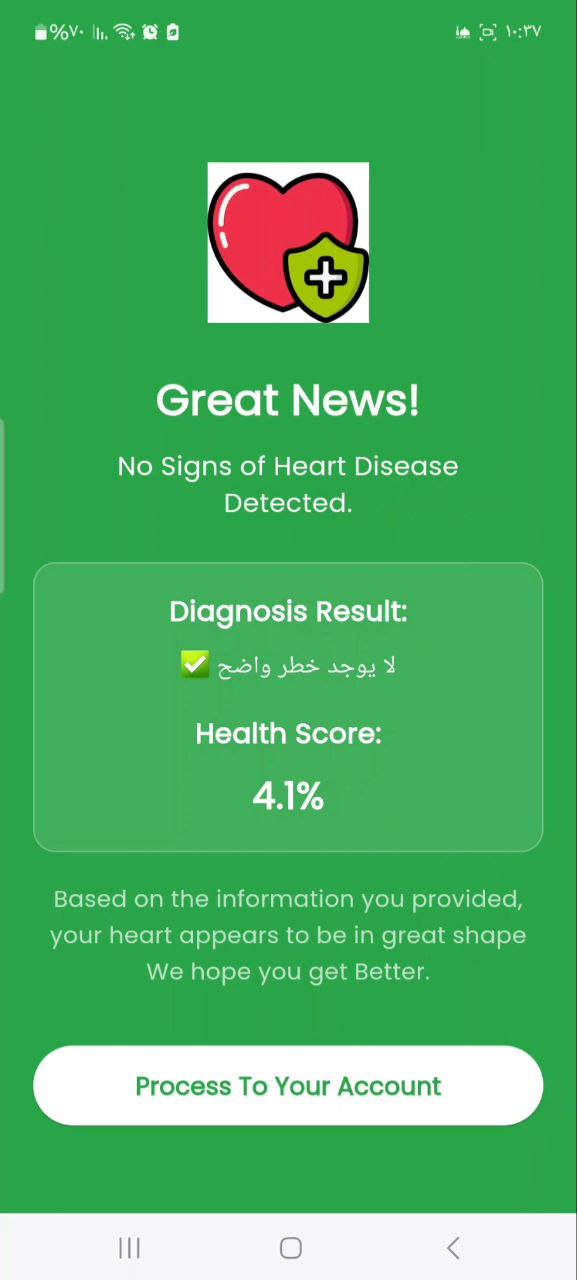 %٧٠ ١٠:٣٧
Great News!
No Signs of Heart Disease
Detected.
Diagnosis Result:
لا يوجد خطر واضح ✅
Health Score:
4.1%
Based on the information you provided,
your heart appears to be in great shape
We hope you get Better.
Process To Your Account